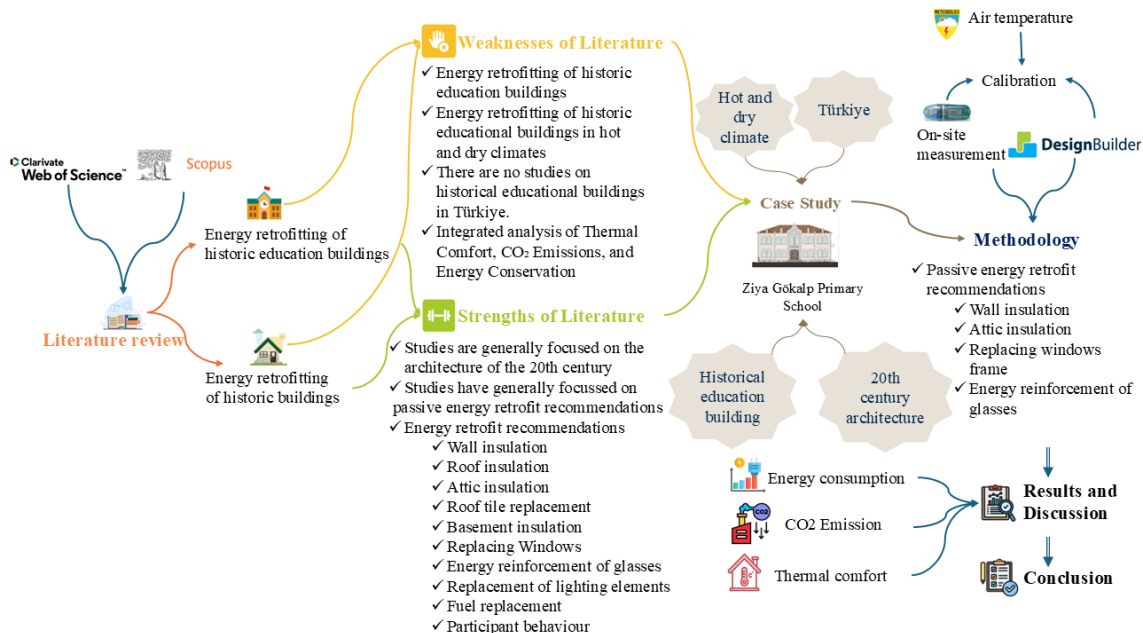 Clarivate
Web of Science™
Scopus
Literature review
Energy retrofitting of
historic education buildings
Energy retrofitting
of historic buildings
Weaknesses of Literature
✓ Energy retrofitting of historic
education buildings
✓ Energy retrofitting of historic
educational buildings in hot
and dry climates
✓ There are no studies on
historical educational buildings
in Türkiye.
✓ Integrated analysis of Thermal
Comfort, CO₂ Emissions, and
Energy Conservation
Strengths of Literature
✓ Studies are generally focused on the
architecture of the 20th century
✓ Studies have generally focussed on
passive energy retrofit recommendations
✓ Energy retrofit recommendations
✓ Wall insulation
✓ Roof insulation
✓ Attic insulation
✓ Roof tile replacement
✓ Basement insulation
✓ Replacing Windows
✓ Energy reinforcement of glasses
✓ Replacement of lighting elements
✓ Fuel replacement
✓ Participant behaviour
Hot and
dry
climate
Türkiye
Case Study
Ziya Gökalp Primary
School
Historical
education
building
20th
century
architecture
METEOROLOJİ
Air temperature
Calibration
On-site
measurement
DesignBuilder
Methodology
✓ Passive energy retrofit
recommendations
✓ Wall insulation
✓ Attic insulation
✓ Replacing windows
frame
✓ Energy reinforcement of
glasses
Energy consumption
CO2
CO2 Emission
Thermal comfort
Results and
Discussion
Conclusion